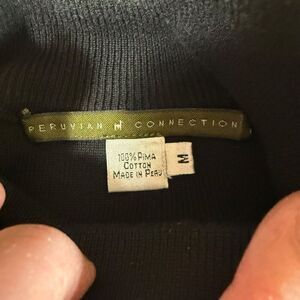 PERUVIAN CONNECTION
100% PIMA
COTTON
MADE IN PERU
M